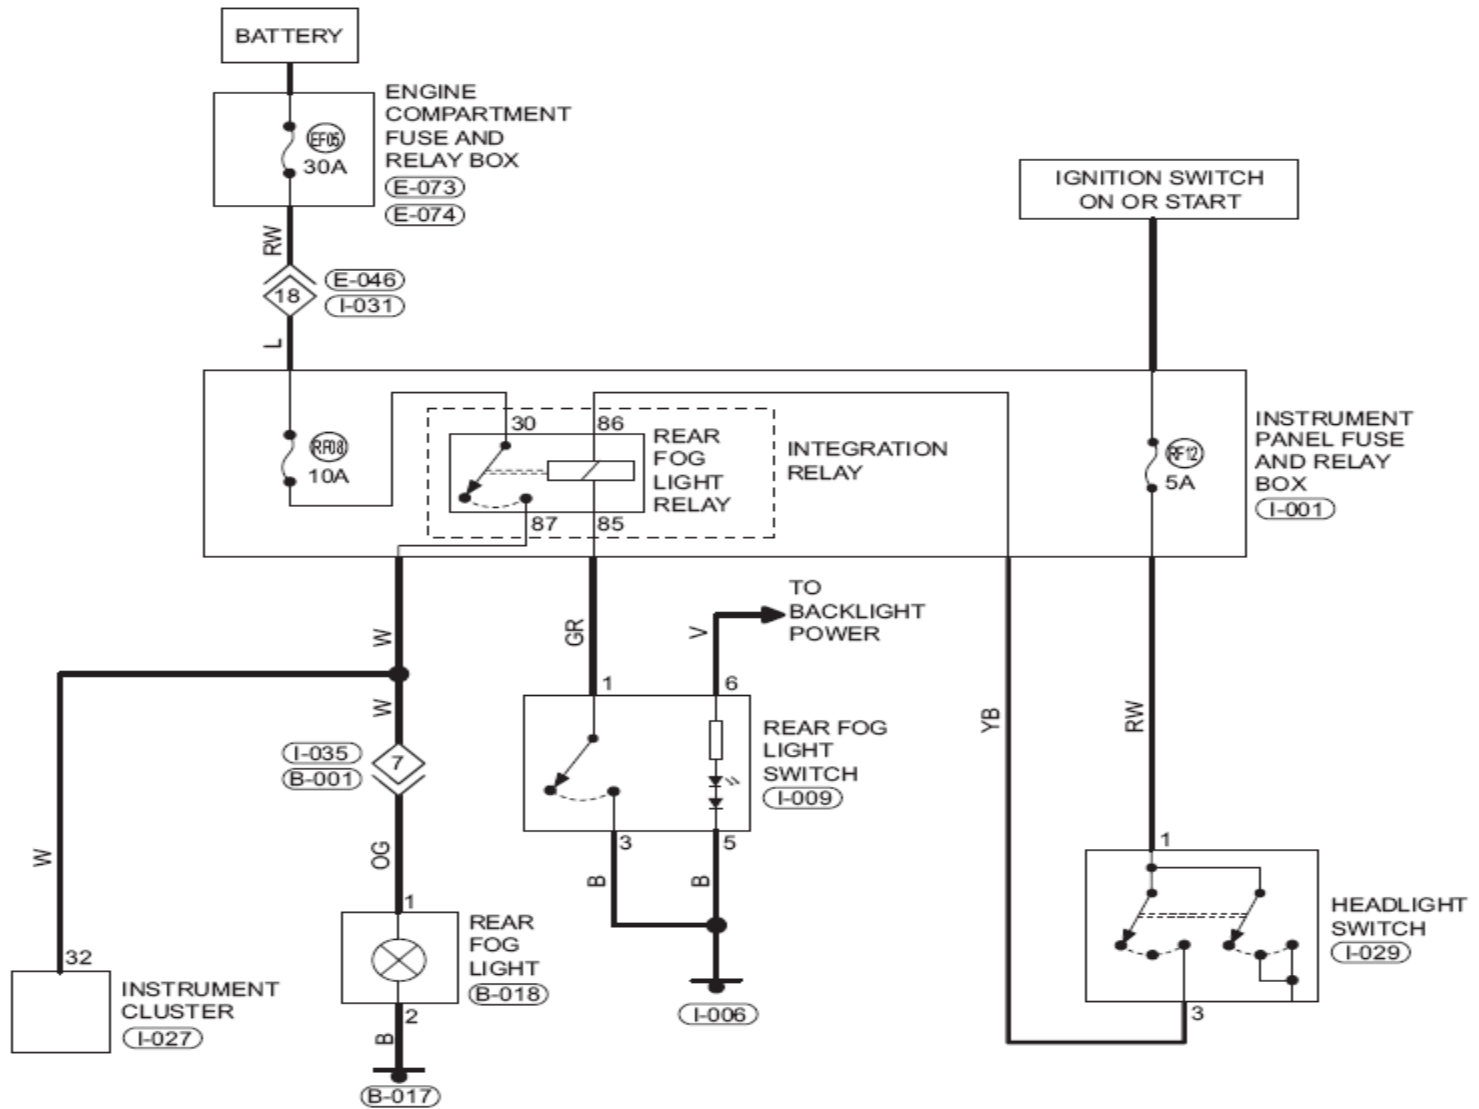 BATTERY
ENGINE
COMPARTMENT
FUSE AND
RELAY BOX
E-073
E-074
EF05
30A
RW
18
E-046
I-031
L
IGNITION SWITCH
ON OR START
RF08
10A
30
86
87
85
REAR
FOG
LIGHT
RELAY
INTEGRATION
RELAY
RF12
5A
INSTRUMENT
PANEL FUSE
AND RELAY
BOX
I-001
W
W
GR
V
TO
BACKLIGHT
POWER
1
6
REAR FOG
LIGHT
SWITCH
I-009
3
5
B
B
I-006
YB
RW
I-035
B-001
7
OG
W
32
INSTRUMENT
CLUSTER
I-027
1
REAR
FOG
LIGHT
B-018
2
B
B-017
1
HEADLIGHT
SWITCH
I-029
3